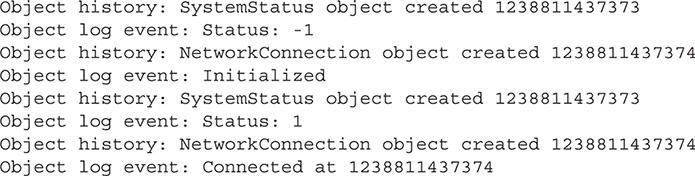 Object history: SystemStatus object created 1238811437373
Object log event: Status: -1
Object history: NetworkConnection object created 1238811437374
Object log event: Initialized
Object history: SystemStatus object created 1238811437373
Object log event: Status: 1
Object history: NetworkConnection object created 1238811437374
Object log event: Connected at 1238811437374